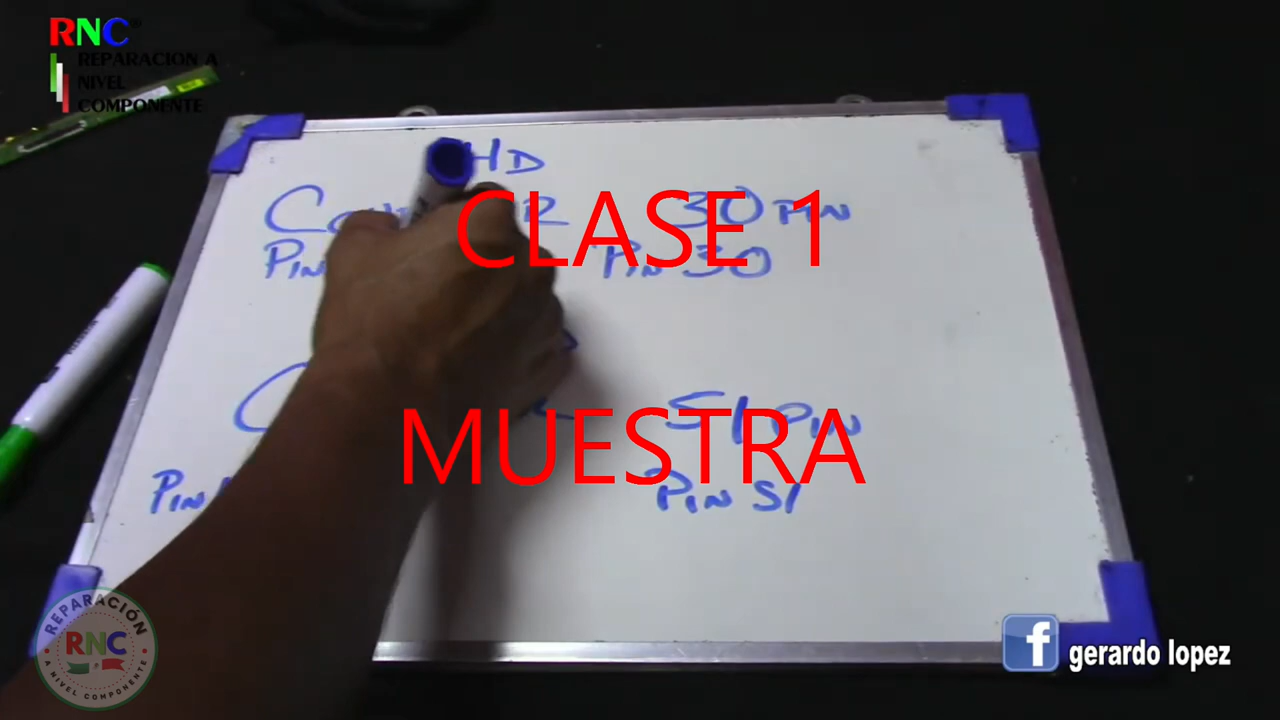 RNC
REPARACION A
NIVEL
COMPONENTE
HD
30 PIN
PIN 30
CLASE 1
51 PIN
MUESTRA
PIN 51
REPARACIÓN
RNC
A NIVEL COMPONENTE
f gerardo lopez